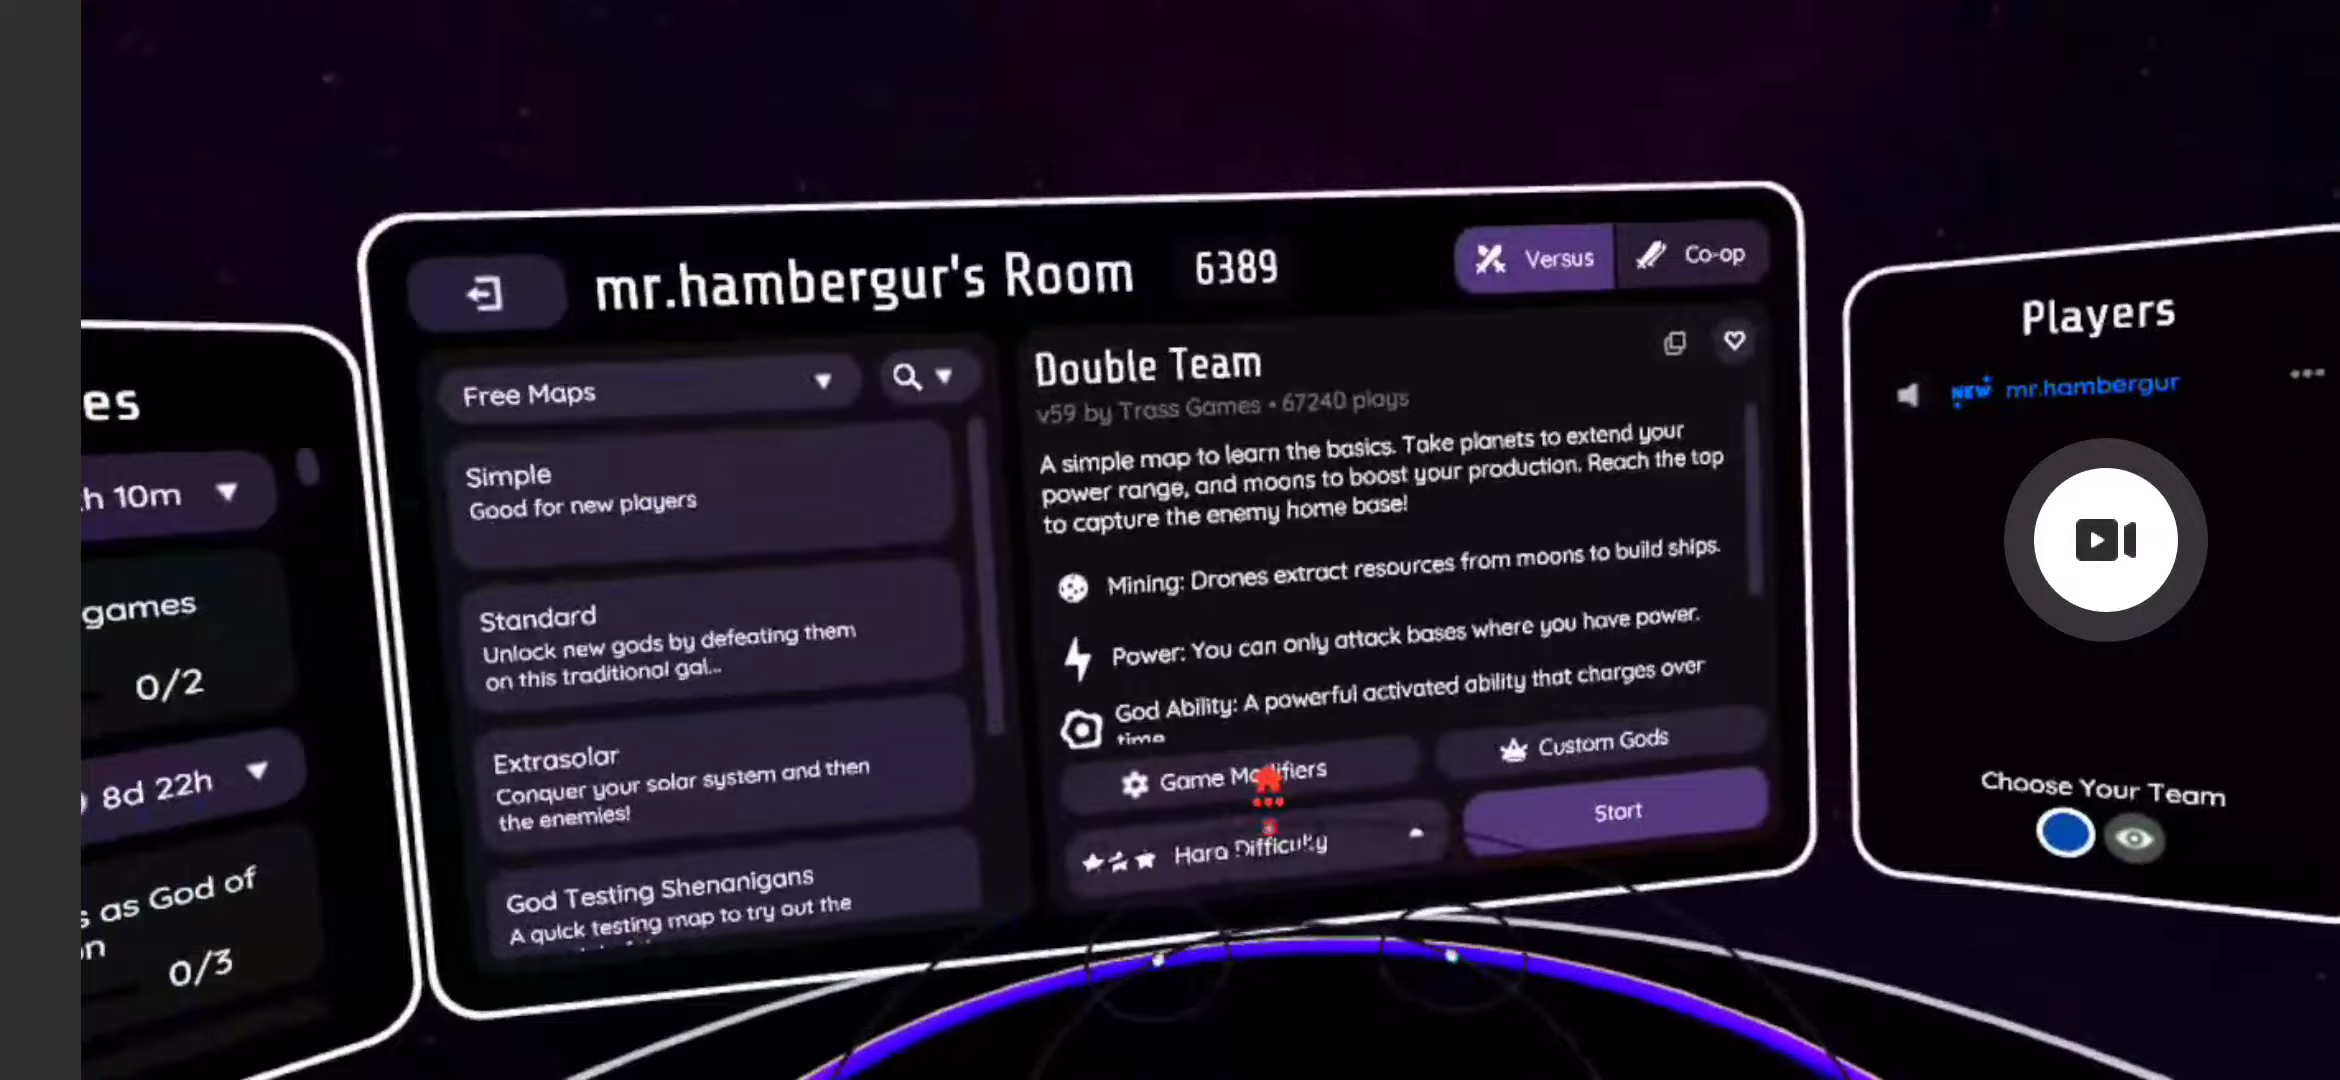 es
h 10m
games
0/2
8d 22h
s as God of
n
0/3
mr.hambergur's Room
6389
Versus
Co-op
Free Maps
Simple
Good for new players
Standard
Unlock new gods by defeating them
on this traditional gal...
Extrasolar
Conquer your solar system and then
the enemies!
God Testing Shenanigans
A quick testing map to try out the
Double Team
v59 by Trass Games • 67240 plays
A simple map to learn the basics. Take planets to extend your
power range, and moons to boost your production. Reach the top
to capture the enemy home base!
Mining: Drones extract resources from moons to build ships.
Power: You can only attack bases where you have power.
God Ability: A powerful activated ability that charges over
time
Game Modifiers
Custom Gods
Hard Difficulty
Start
Players
NEW mr.hambergur
Choose Your Team